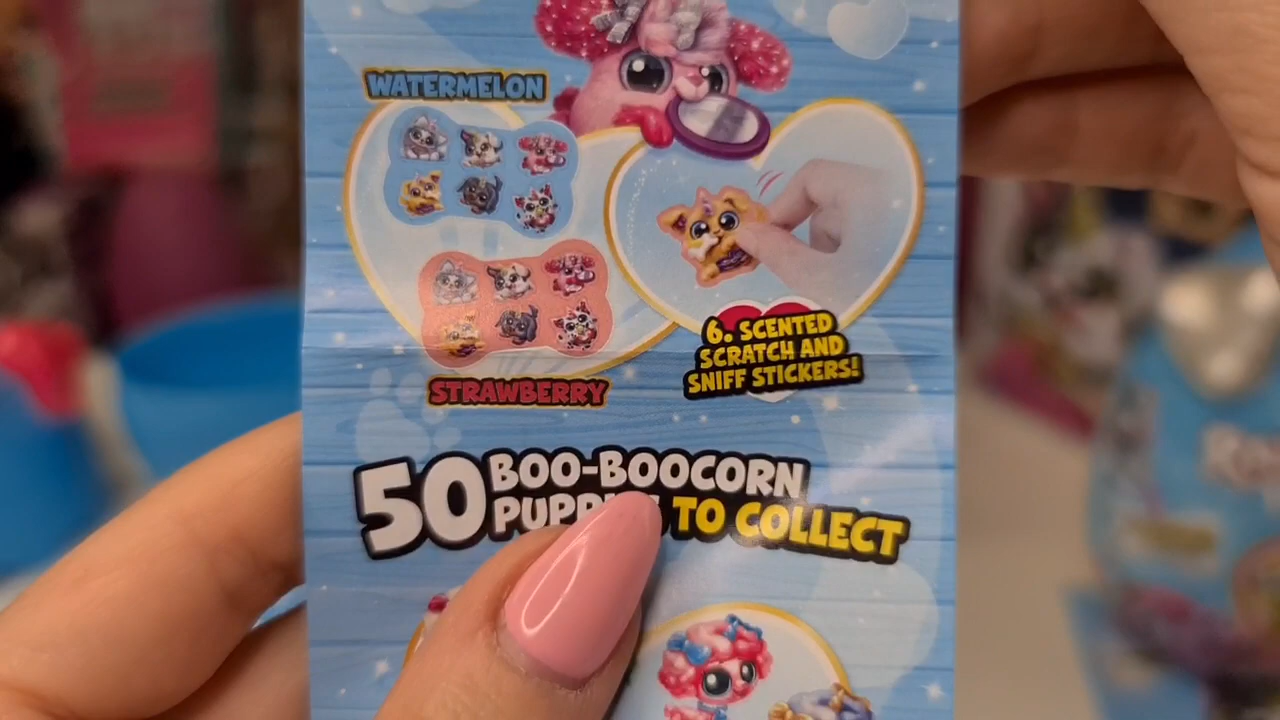 WATERMELON
STRAWBERRY
6. SCENTED
SCRATCH AND
SNIFF STICKERS!
50 BOO-BOOCORN
TO COLLECT